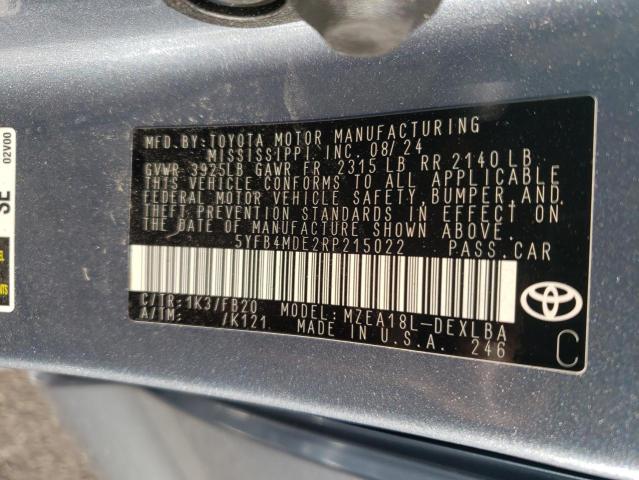 MFD.BY:TOYOTA MOTOR MANUFACTURING
MISSISSIPPI, INC. 08/24
GVWR 3925LB GAWR FR 2315 LB RR 2140 LB
THIS VEHICLE CONFORMS TO ALL APPLICABLE
FEDERAL MOTOR VEHICLE SAFETY, BUMPER, AND
THEFT PREVENTION STANDARDS IN EFFECT ON
THE DATE OF MANUFACTURE SHOWN ABOVE.
5YFB4MDE2RP215022 PASS.CAR
C/TR:1K3/FB20 MODEL:MZEA18L-DEXLBA
A/TM: /K121 MADE IN U.S.A. 246
C
02V00
SE